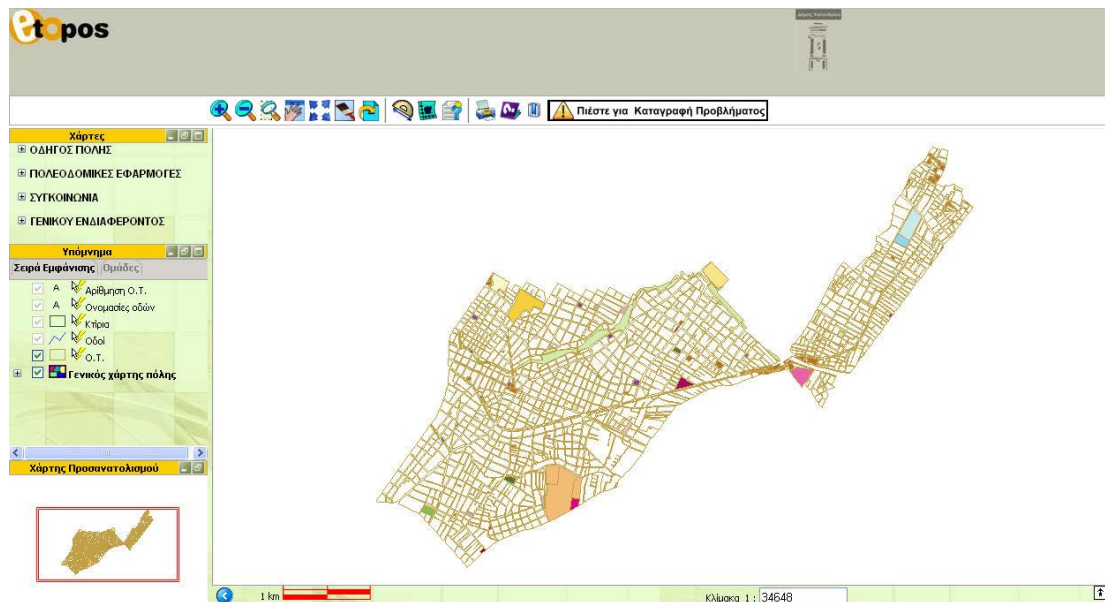 etopos
Πιέστε για Καταγραφή Προβλήματος
Χάρτες
ΟΔΗΓΟΣ ΠΟΛΗΣ
ΠΟΛΕΟΔΟΜΙΚΕΣ ΕΦΑΡΜΟΓΕΣ
ΣΥΓΚΟΙΝΩΝΙΑ
ΓΕΝΙΚΟΥ ΕΝΔΙΑΦΕΡΟΝΤΟΣ
Υπόμνημα
Σειρά Εμφάνισης Ομάδες
A Αρίθμηση Ο.Τ.
A Ονομασίες οδών
Κτίρια
Οδοί
Ο.Τ.
Γενικός χάρτης πόλης
Χάρτης Προσανατολισμού
1 km
Κλίμακα 1 : 34648